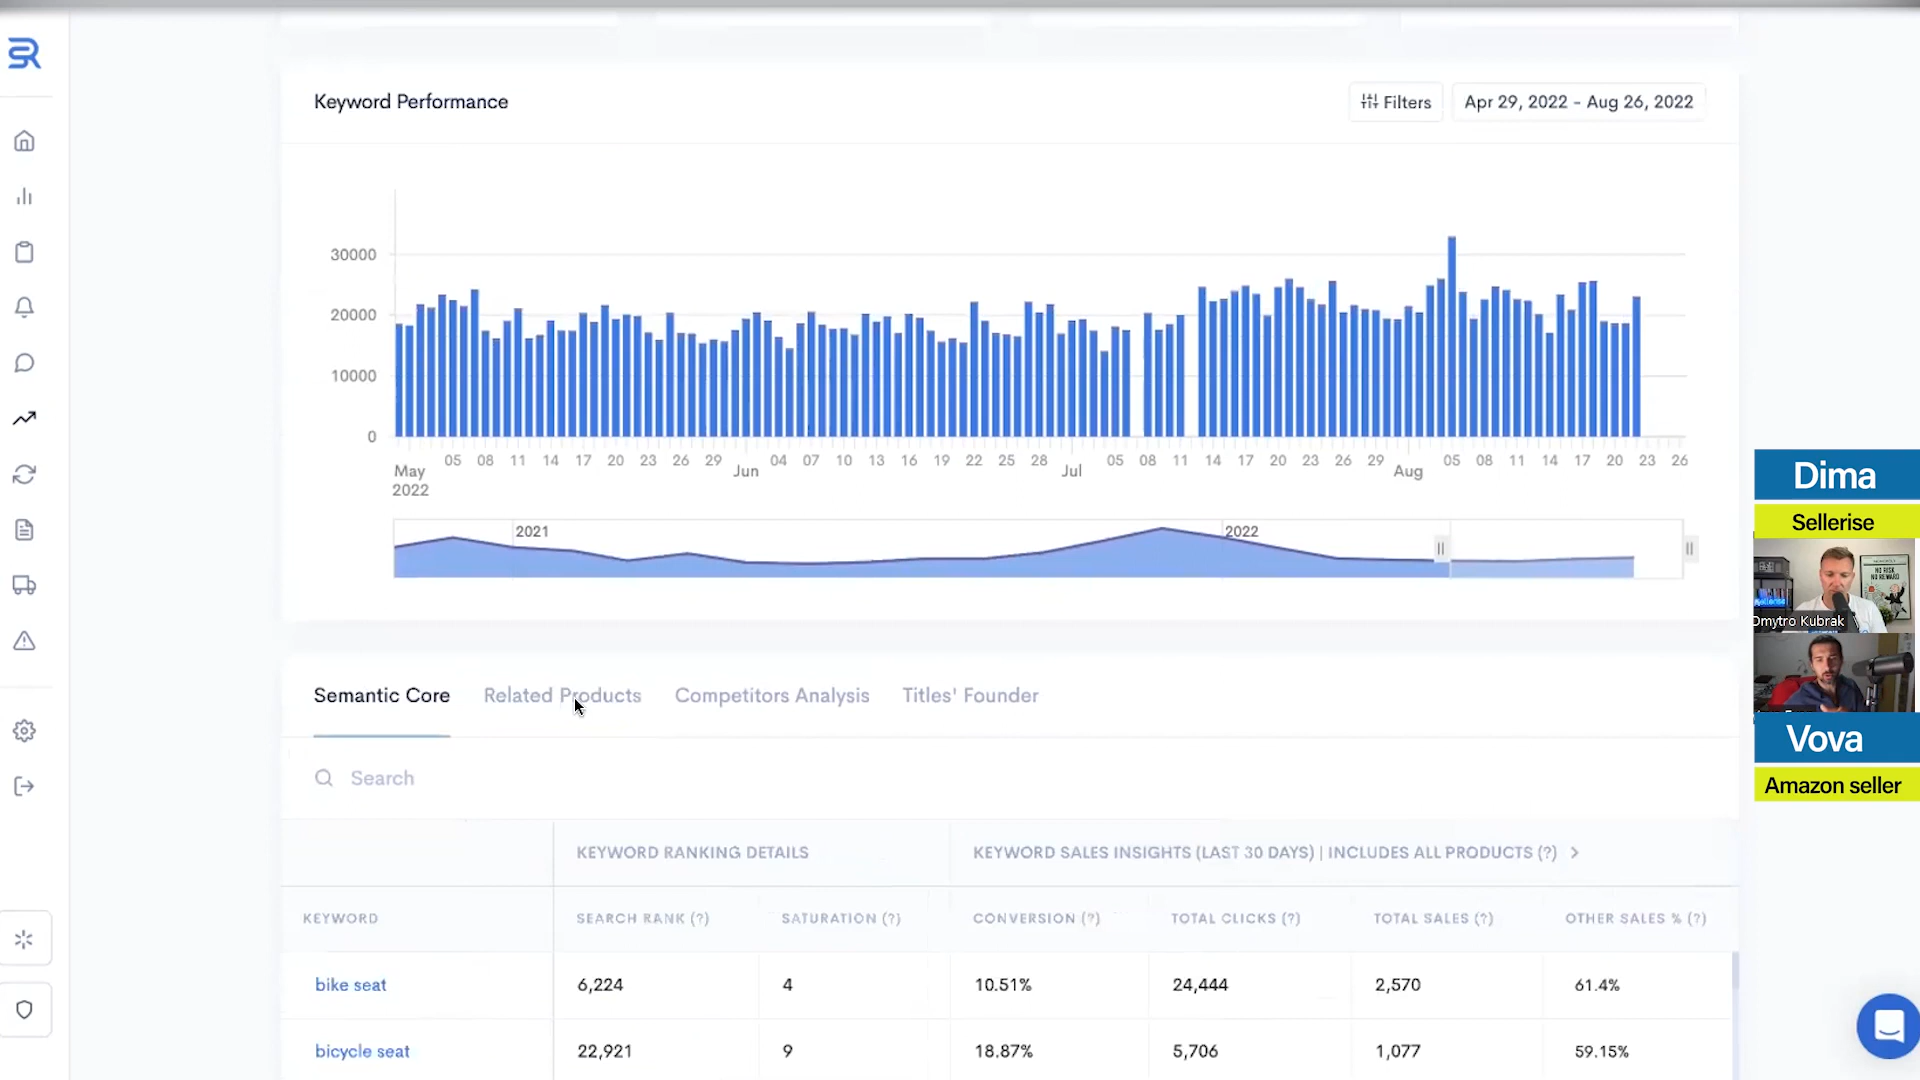 SR
Keyword Performance
Filters
Apr 29, 2022 - Aug 26, 2022
30000
20000
10000
0
05 08 11 14 17 20 23 26 29 04 07 10 13 16 19 22 25 28 05 08 11 14 17 20 23 26 29 05 08 11 14 17 20 23 26
May Jun Jul Aug
2022
2021 2022
Semantic Core Related Products Competitors Analysis Titles' Founder
Search
KEYWORD RANKING DETAILS KEYWORD SALES INSIGHTS (LAST 30 DAYS) | INCLUDES ALL PRODUCTS (?)
KEYWORD SEARCH RANK (?) SATURATION (?) CONVERSION (?) TOTAL CLICKS (?) TOTAL SALES (?) OTHER SALES % (?)
bike seat 6,224 4 10.51% 24,444 2,570 61.4%
bicycle seat 22,921 9 18.87% 5,706 1,077 59.15%
Dima
Sellerise
NO RISK
NO REWARD
Dmytro Kubrak
Vova
Amazon seller